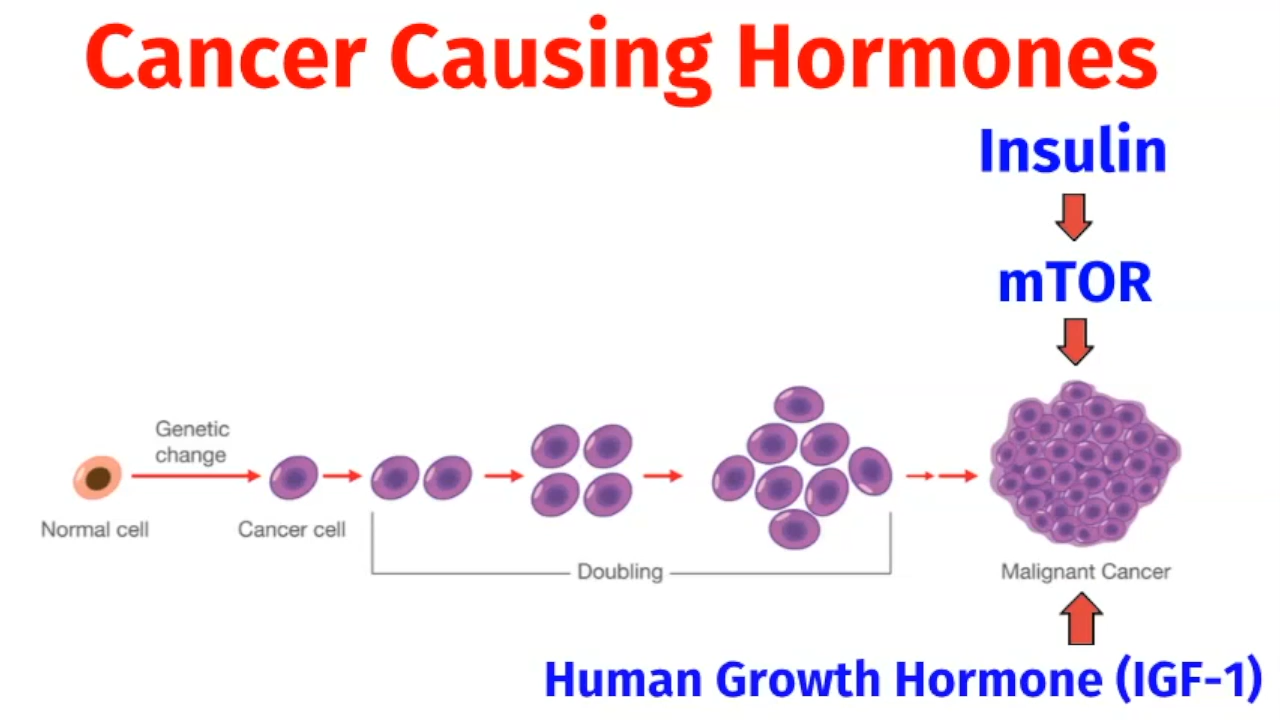 Cancer Causing Hormones
Insulin
mTOR
Genetic
change
Normal cell
Cancer cell
Doubling
Malignant Cancer
Human Growth Hormone (IGF-1)